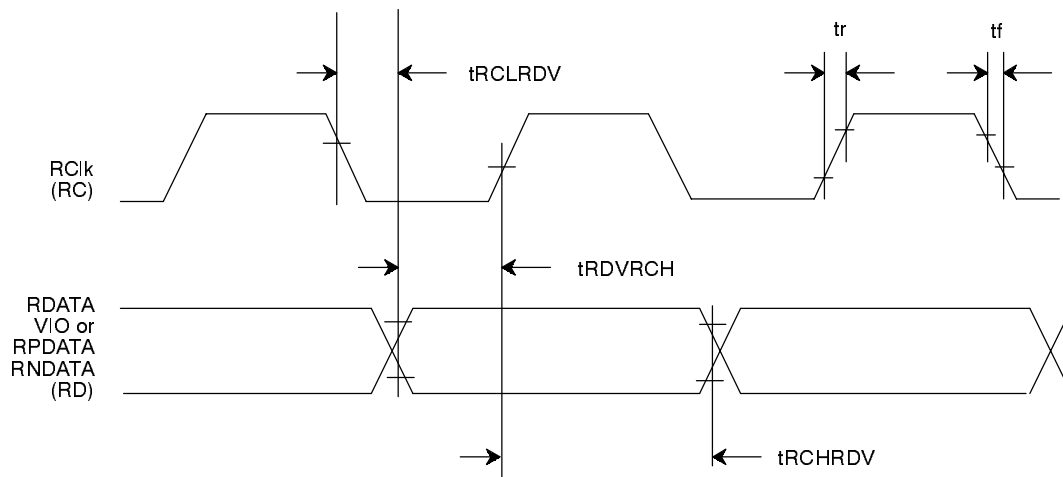 tr
tf
tRCLRDV
RClk
(RC)
tRDVRCH
RDATA
VIO or
RPDATA
RNDATA
(RD)
tRCHRDV